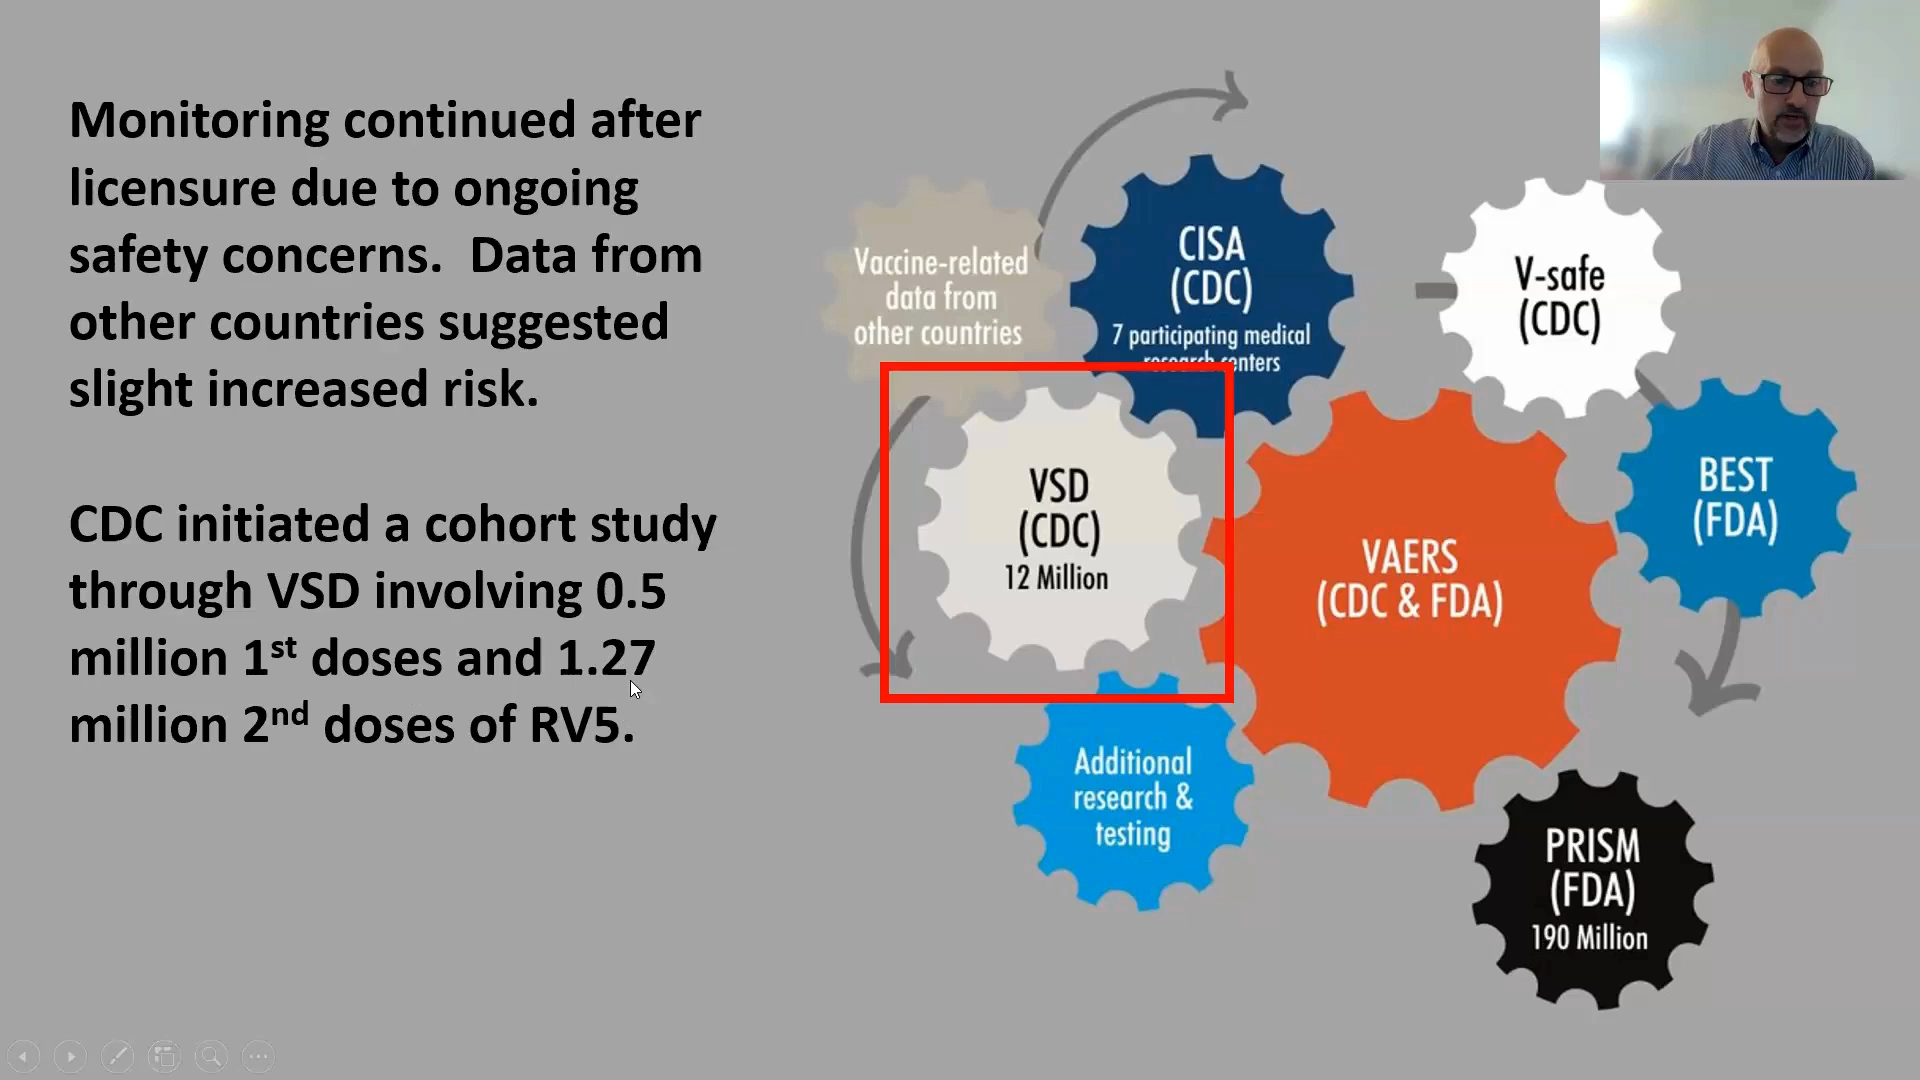 Monitoring continued after
licensure due to ongoing
safety concerns.  Data from
other countries suggested
slight increased risk.
CDC initiated a cohort study
through VSD involving 0.5
million 1st doses and 1.27
million 2nd doses of RV5.
Vaccine-related
data from
other countries
CISA
(CDC)
7 participating medical
research centers
V-safe
(CDC)
VSD
(CDC)
12 Million
BEST
(FDA)
VAERS
(CDC & FDA)
Additional
research &
testing
PRISM
(FDA)
190 Million